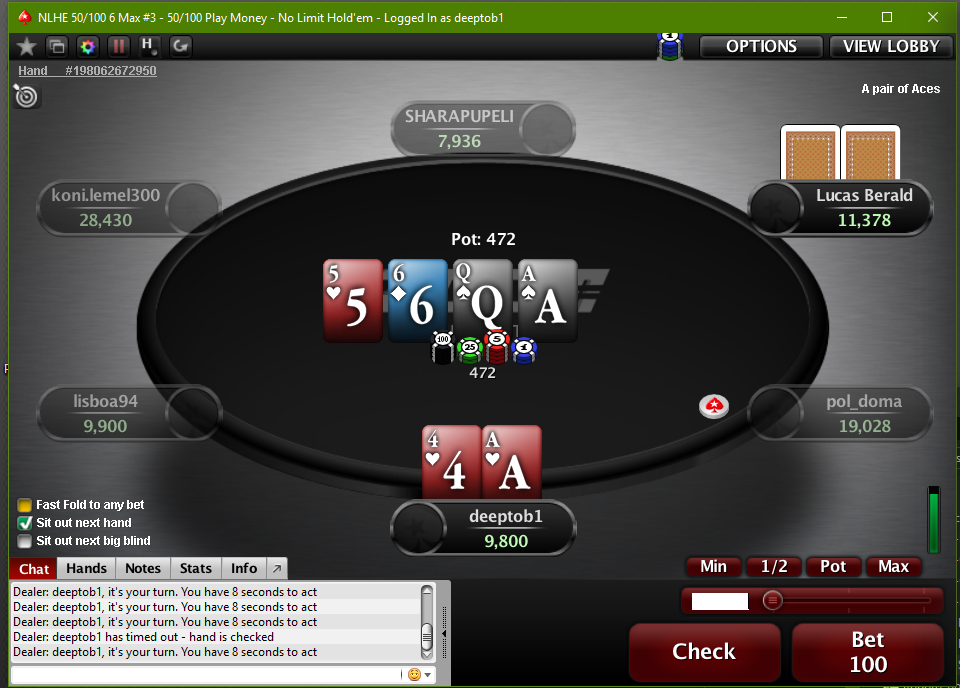 NLHE 50/100 6 Max #3 - 50/100 Play Money - No Limit Hold'em - Logged In as deeptob1
H
1
OPTIONS
VIEW LOBBY
Hand #198062672950
A pair of Aces
SHARAPUPELI
7,936
koni.lemel300
28,430
Lucas Berald
11,378
Pot: 472
5 6 Q A
5 6 Q A
100 25 5 1
472
lisboa94
9,900
pol_doma
19,028
4 A
4 A
deeptob1
9,800
Fast Fold to any bet
Sit out next hand
Sit out next big blind
Chat Hands Notes Stats Info
Min 1/2 Pot Max
Dealer: deeptob1, it's your turn. You have 8 seconds to act
Dealer: deeptob1, it's your turn. You have 8 seconds to act
Dealer: deeptob1, it's your turn. You have 8 seconds to act
Dealer: deeptob1 has timed out - hand is checked
Dealer: deeptob1, it's your turn. You have 8 seconds to act
Check
Bet
100